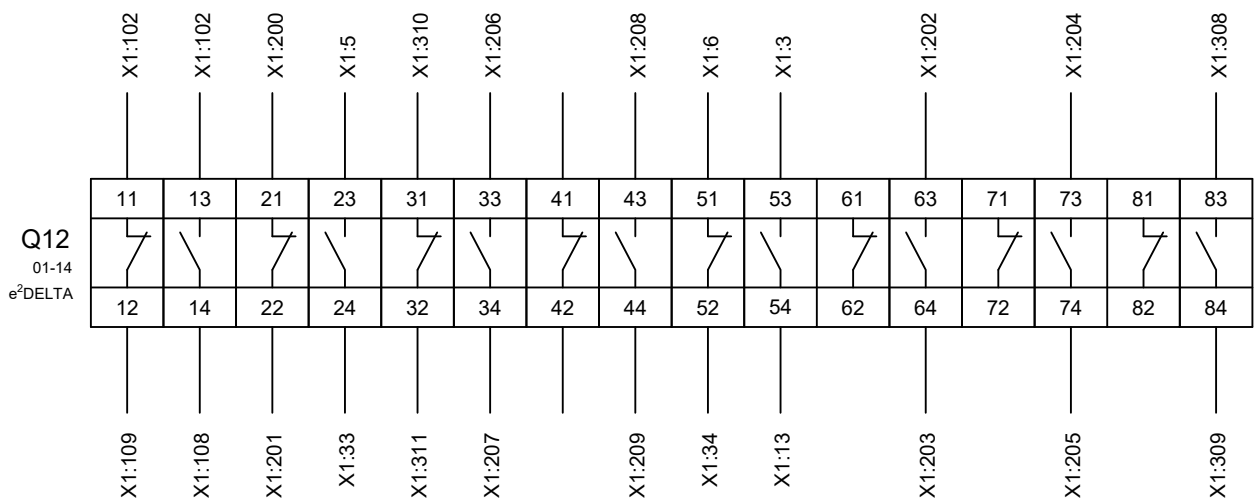 X1:102 X1:102 X1:200 X1:5 X1:310 X1:206 X1:208 X1:6 X1:3 X1:202 X1:204 X1:308
11 13 21 23 31 33 41 43 51 53 61 63 71 73 81 83
Q12
01-14
e²DELTA
12 14 22 24 32 34 42 44 52 54 62 64 72 74 82 84
X1:109 X1:108 X1:201 X1:33 X1:311 X1:207 X1:209 X1:34 X1:13 X1:203 X1:205 X1:309